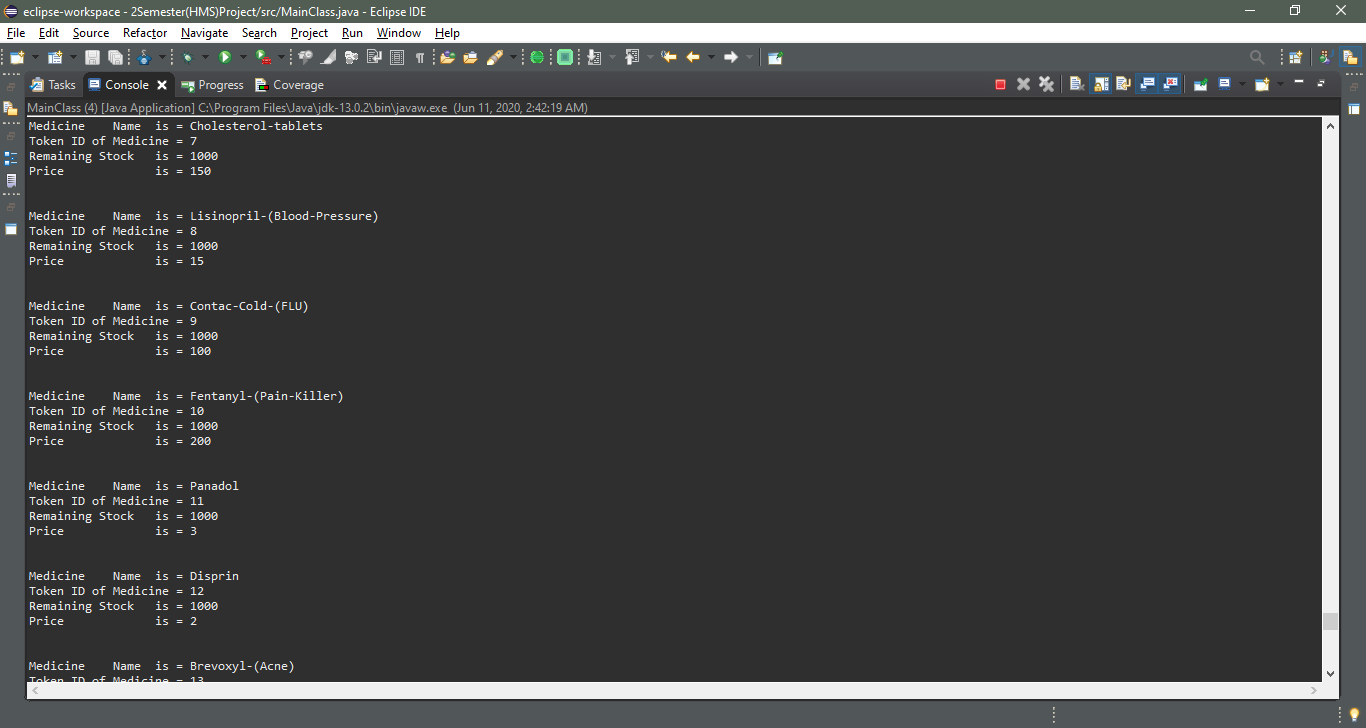 eclipse-workspace - 2Semester(HMS)Project/src/MainClass.java - Eclipse IDE
File Edit Source Refactor Navigate Search Project Run Window Help
Tasks Console Progress Coverage
MainClass (4) [Java Application] C:\Program Files\Java\jdk-13.0.2\bin\javaw.exe (Jun 11, 2020, 2:42:19 AM)
Medicine    Name  is = Cholesterol-tablets
Token ID of Medicine = 7
Remaining Stock   is = 1000
Price             is = 150
Medicine    Name  is = Lisinopril-(Blood-Pressure)
Token ID of Medicine = 8
Remaining Stock   is = 1000
Price             is = 15
Medicine    Name  is = Contac-Cold-(FLU)
Token ID of Medicine = 9
Remaining Stock   is = 1000
Price             is = 100
Medicine    Name  is = Fentanyl-(Pain-Killer)
Token ID of Medicine = 10
Remaining Stock   is = 1000
Price             is = 200
Medicine    Name  is = Panadol
Token ID of Medicine = 11
Remaining Stock   is = 1000
Price             is = 3
Medicine    Name  is = Disprin
Token ID of Medicine = 12
Remaining Stock   is = 1000
Price             is = 2
Medicine    Name  is = Brevoxyl-(Acne)
Token ID of Medicine = 13